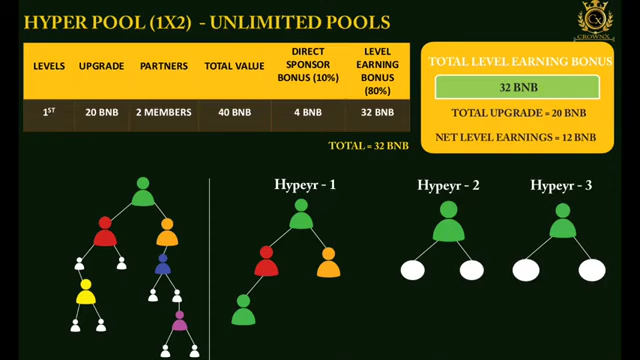 HYPER POOL (1X2) - UNLIMITED POOLS
CX
CROWNX
LEVELS UPGRADE PARTNERS TOTAL VALUE DIRECT SPONSOR BONUS (10%) LEVEL EARNING BONUS (80%)
1ST 20 BNB 2 MEMBERS 40 BNB 4 BNB 32 BNB
TOTAL = 32 BNB
TOTAL LEVEL EARNING BONUS
32 BNB
TOTAL UPGRADE = 20 BNB
NET LEVEL EARNINGS = 12 BNB
Hypeyr - 1
Hypeyr - 2
Hypeyr - 3